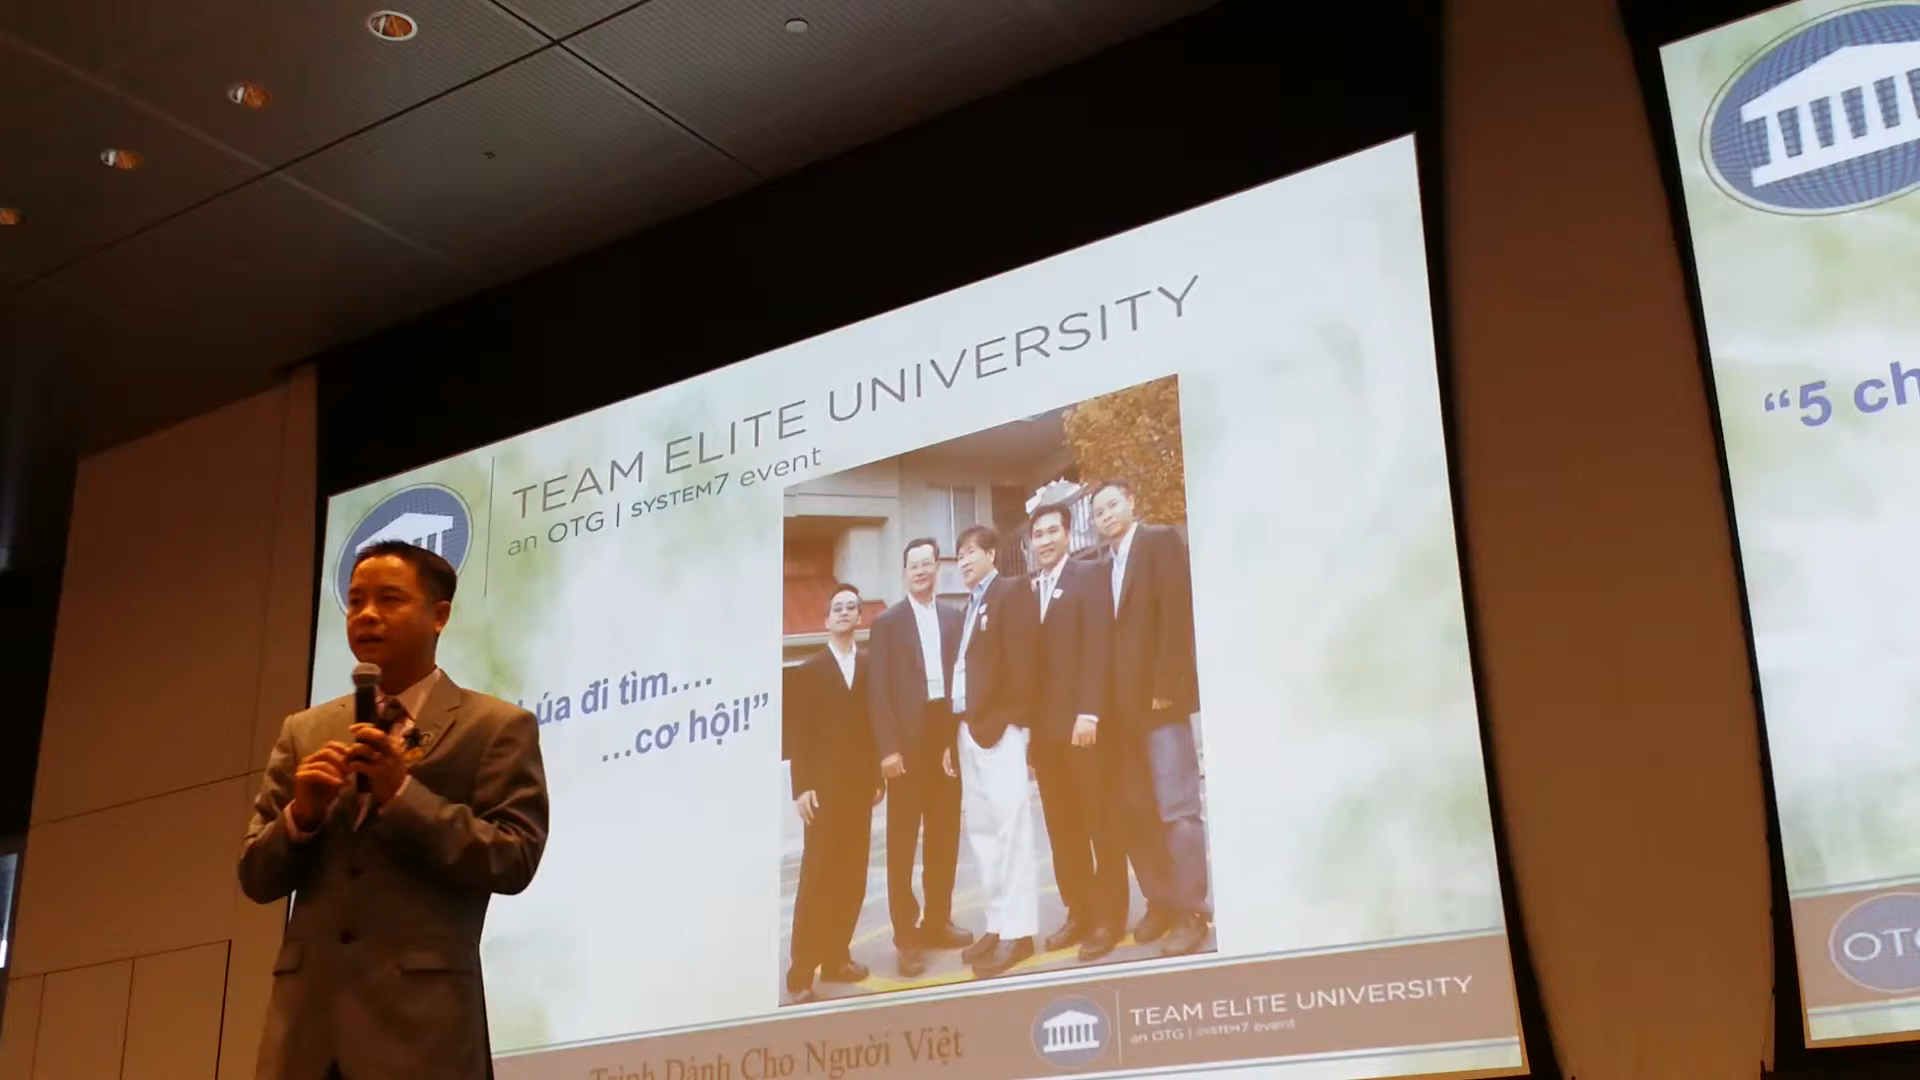 TEAM ELITE UNIVERSITY
an OTG | SYSTEM7 event
úa đi tìm....
...cơ hội!”
Trình Dành Cho Người Việt
TEAM ELITE UNIVERSITY
an OTG | SYSTEM7 event
“5 ch
OTG